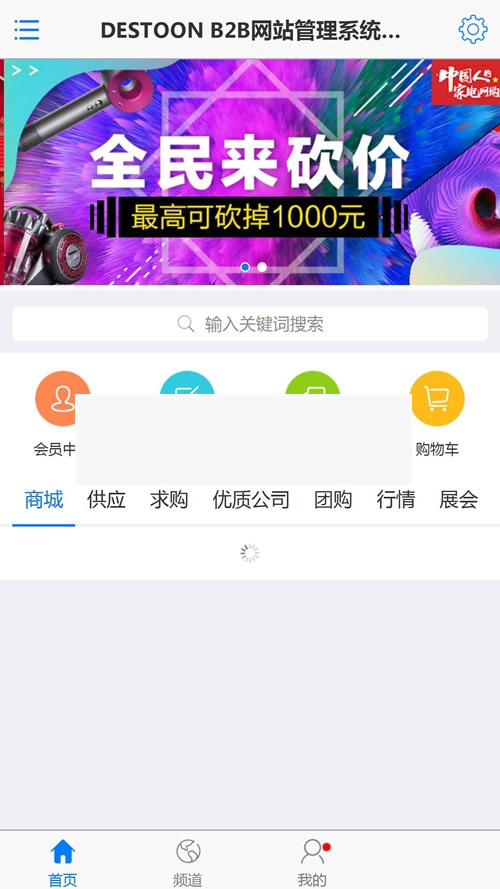 DESTOON B2B网站管理系统...
中国人的
家电网购
全民来砍价
最高可砍掉1000元
输入关键词搜索
会员中
购物车
商城 供应 求购 优质公司 团购 行情 展会
首页 频道 我的